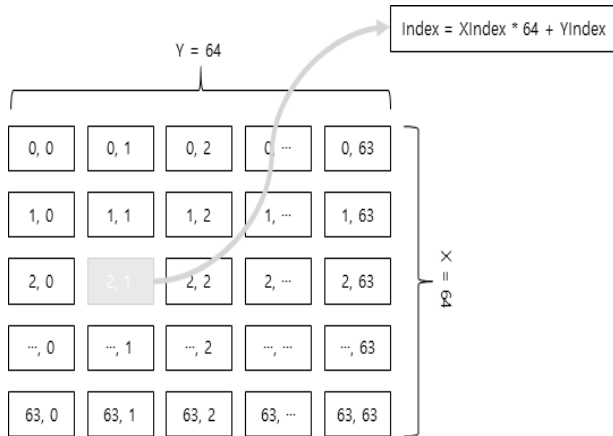 Index = XIndex * 64 + YIndex
Y = 64
0, 0 0, 1 0, 2 0, ··· 0, 63
1, 0 1, 1 1, 2 1, ··· 1, 63
2, 0 2, 1 2, 2 2, ··· 2, 63
X = 64
···, 0 ···, 1 ···, 2 ···, ··· ···, 63
63, 0 63, 1 63, 2 63, ··· 63, 63